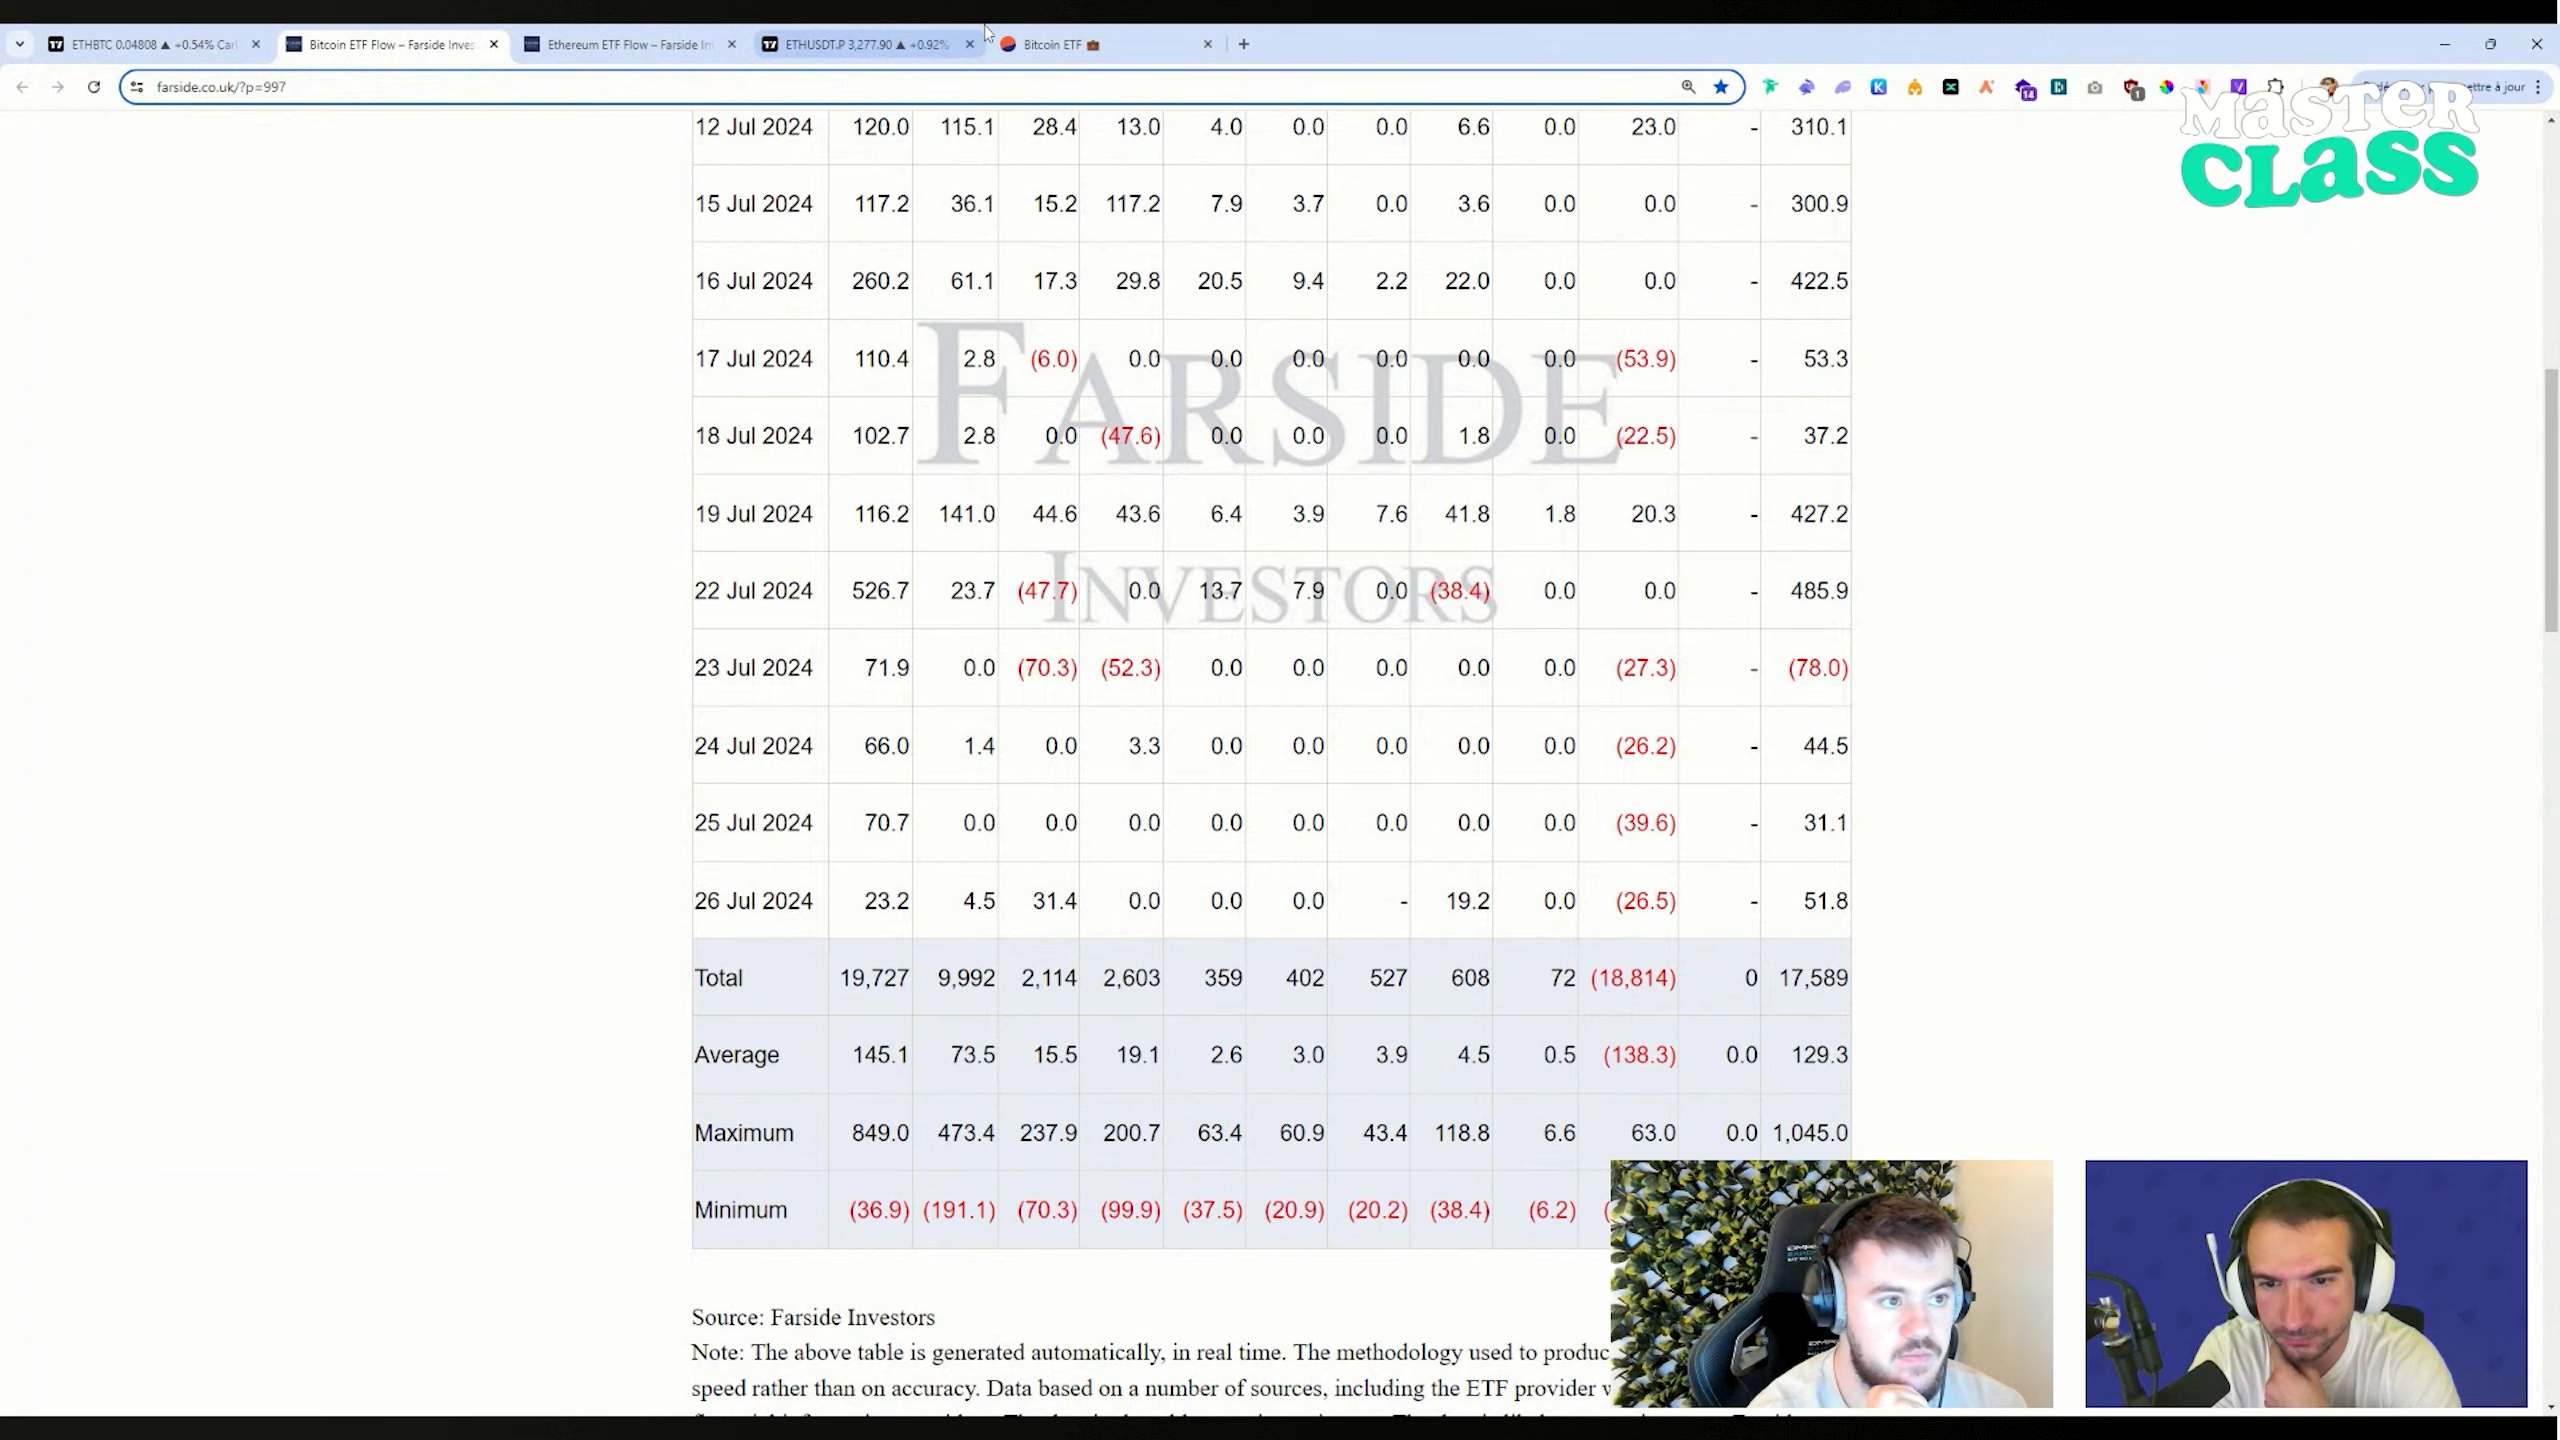 ETHBTC 0.04808 ▲ +0.54% Car
Bitcoin ETF Flow – Farside Inves
Ethereum ETF Flow – Farside In
ETHUSDT.P 3,277.90 ▲ +0.92%
Bitcoin ETF
farside.co.uk/?p=997
ettre à jour
MASTER
CLASS
12 Jul 2024 120.0 115.1 28.4 13.0 4.0 0.0 0.0 6.6 0.0 23.0 - 310.1
15 Jul 2024 117.2 36.1 15.2 117.2 7.9 3.7 0.0 3.6 0.0 0.0 - 300.9
16 Jul 2024 260.2 61.1 17.3 29.8 20.5 9.4 2.2 22.0 0.0 0.0 - 422.5
17 Jul 2024 110.4 2.8 (6.0) 0.0 0.0 0.0 0.0 0.0 0.0 (53.9) - 53.3
FARSIDE
18 Jul 2024 102.7 2.8 0.0 (47.6) 0.0 0.0 0.0 1.8 0.0 (22.5) - 37.2
19 Jul 2024 116.2 141.0 44.6 43.6 6.4 3.9 7.6 41.8 1.8 20.3 - 427.2
INVESTORS
22 Jul 2024 526.7 23.7 (47.7) 0.0 13.7 7.9 0.0 (38.4) 0.0 0.0 - 485.9
23 Jul 2024 71.9 0.0 (70.3) (52.3) 0.0 0.0 0.0 0.0 0.0 (27.3) - (78.0)
24 Jul 2024 66.0 1.4 0.0 3.3 0.0 0.0 0.0 0.0 0.0 (26.2) - 44.5
25 Jul 2024 70.7 0.0 0.0 0.0 0.0 0.0 0.0 0.0 0.0 (39.6) - 31.1
26 Jul 2024 23.2 4.5 31.4 0.0 0.0 0.0 - 19.2 0.0 (26.5) - 51.8
Total 19,727 9,992 2,114 2,603 359 402 527 608 72 (18,814) 0 17,589
Average 145.1 73.5 15.5 19.1 2.6 3.0 3.9 4.5 0.5 (138.3) 0.0 129.3
Maximum 849.0 473.4 237.9 200.7 63.4 60.9 43.4 118.8 6.6 63.0 0.0 1,045.0
Minimum (36.9) (191.1) (70.3) (99.9) (37.5) (20.9) (20.2) (38.4) (6.2) (
Source: Farside Investors
Note: The above table is generated automatically, in real time. The methodology used to produc
speed rather than on accuracy. Data based on a number of sources, including the ETF provider